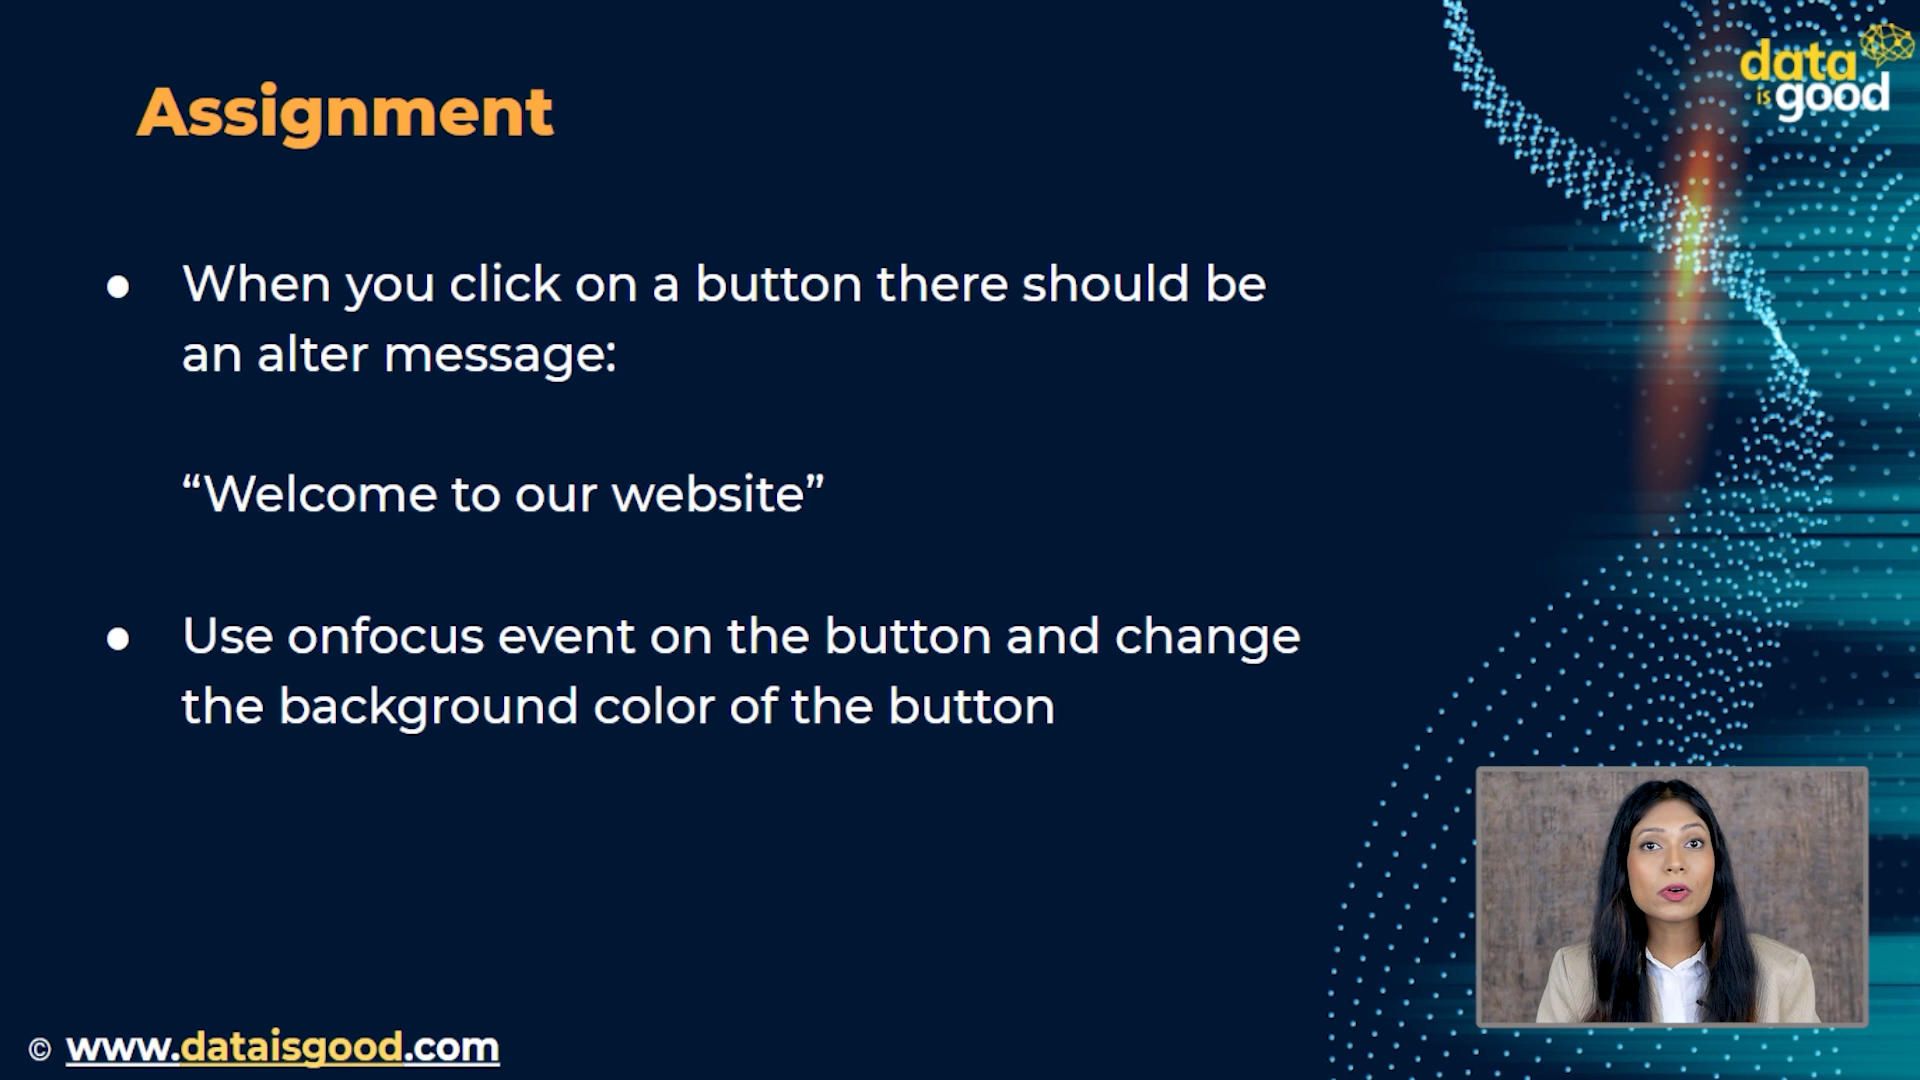 data
is good
Assignment
● When you click on a button there should be
an alter message:
“Welcome to our website”
● Use onfocus event on the button and change
the background color of the button
© www.dataisgood.com